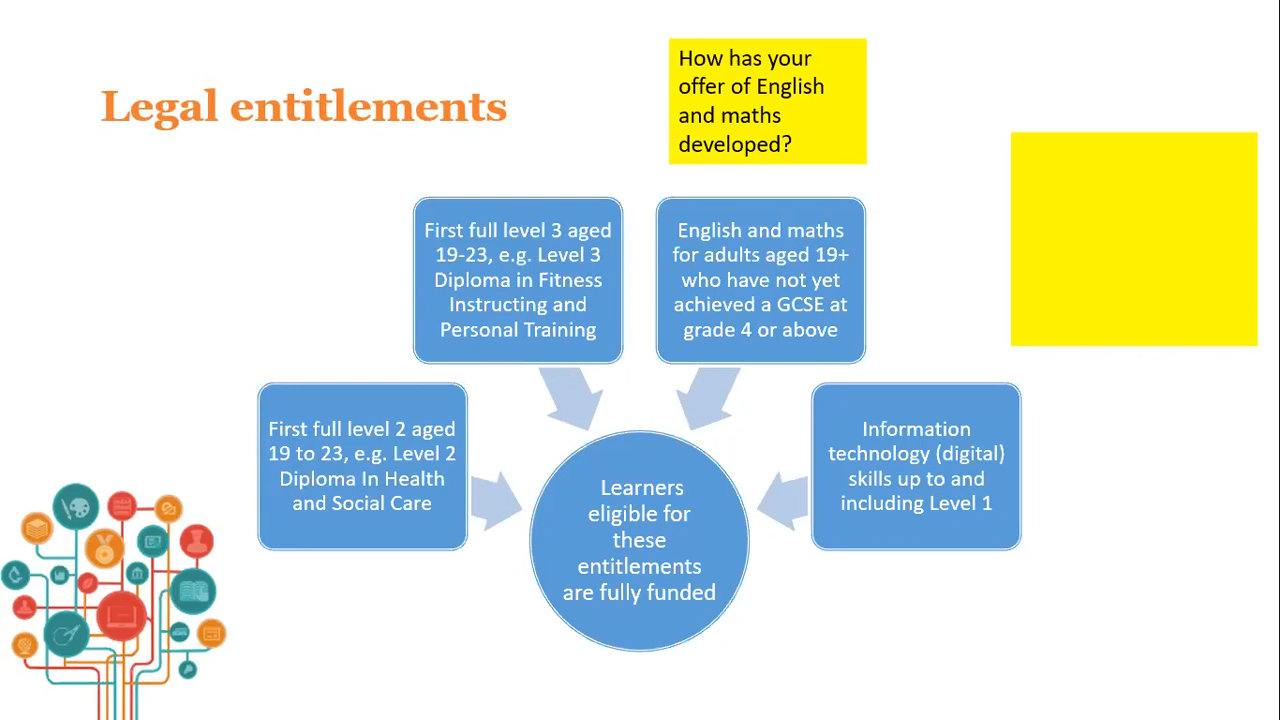 Legal entitlements
How has your
offer of English
and maths
developed?
First full level 3 aged
19-23, e.g. Level 3
Diploma in Fitness
Instructing and
Personal Training
English and maths
for adults aged 19+
who have not yet
achieved a GCSE at
grade 4 or above
First full level 2 aged
19 to 23, e.g. Level 2
Diploma In Health
and Social Care
Information
technology (digital)
skills up to and
including Level 1
Learners
eligible for
these
entitlements
are fully funded